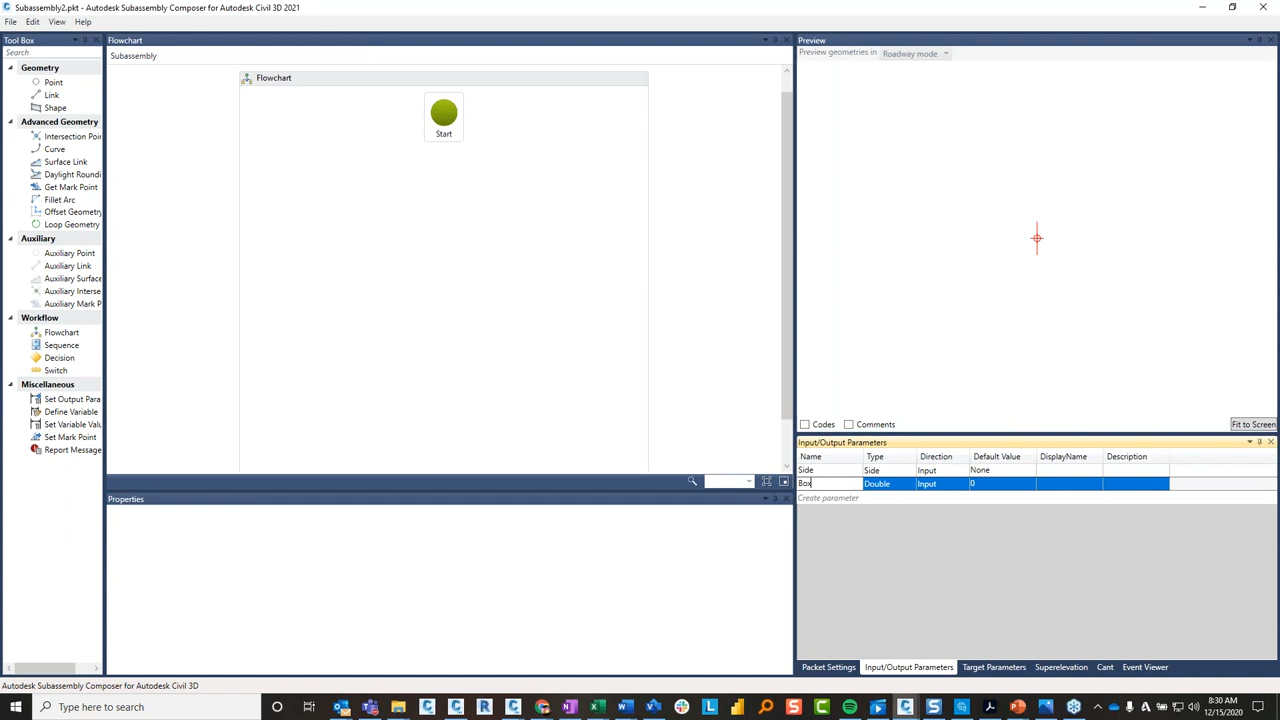 Subassembly2.pkt - Autodesk Subassembly Composer for Autodesk Civil 3D 2021
File Edit View Help
Tool Box
Search
Geometry
Point
Link
Shape
Advanced Geometry
Intersection Poi
Curve
Surface Link
Daylight Roundi
Get Mark Point
Fillet Arc
Offset Geometry
Loop Geometry
Auxiliary
Auxiliary Point
Auxiliary Link
Auxiliary Surface
Auxiliary Interse
Auxiliary Mark P
Workflow
Flowchart
Sequence
Decision
Switch
Miscellaneous
Set Output Para
Define Variable
Set Variable Valu
Set Mark Point
Report Message
Flowchart
Subassembly
Flowchart
Start
Properties
Preview
Preview geometries in Roadway mode
Codes Comments Fit to Screen
Input/Output Parameters
Name Type Direction Default Value DisplayName Description
Side Side Input None
Box Double Input 0
Create parameter
Packet Settings Input/Output Parameters Target Parameters Superelevation Cant Event Viewer
Autodesk Subassembly Composer for Autodesk Civil 3D 2021
Type here to search
8:30 AM
12/15/2020